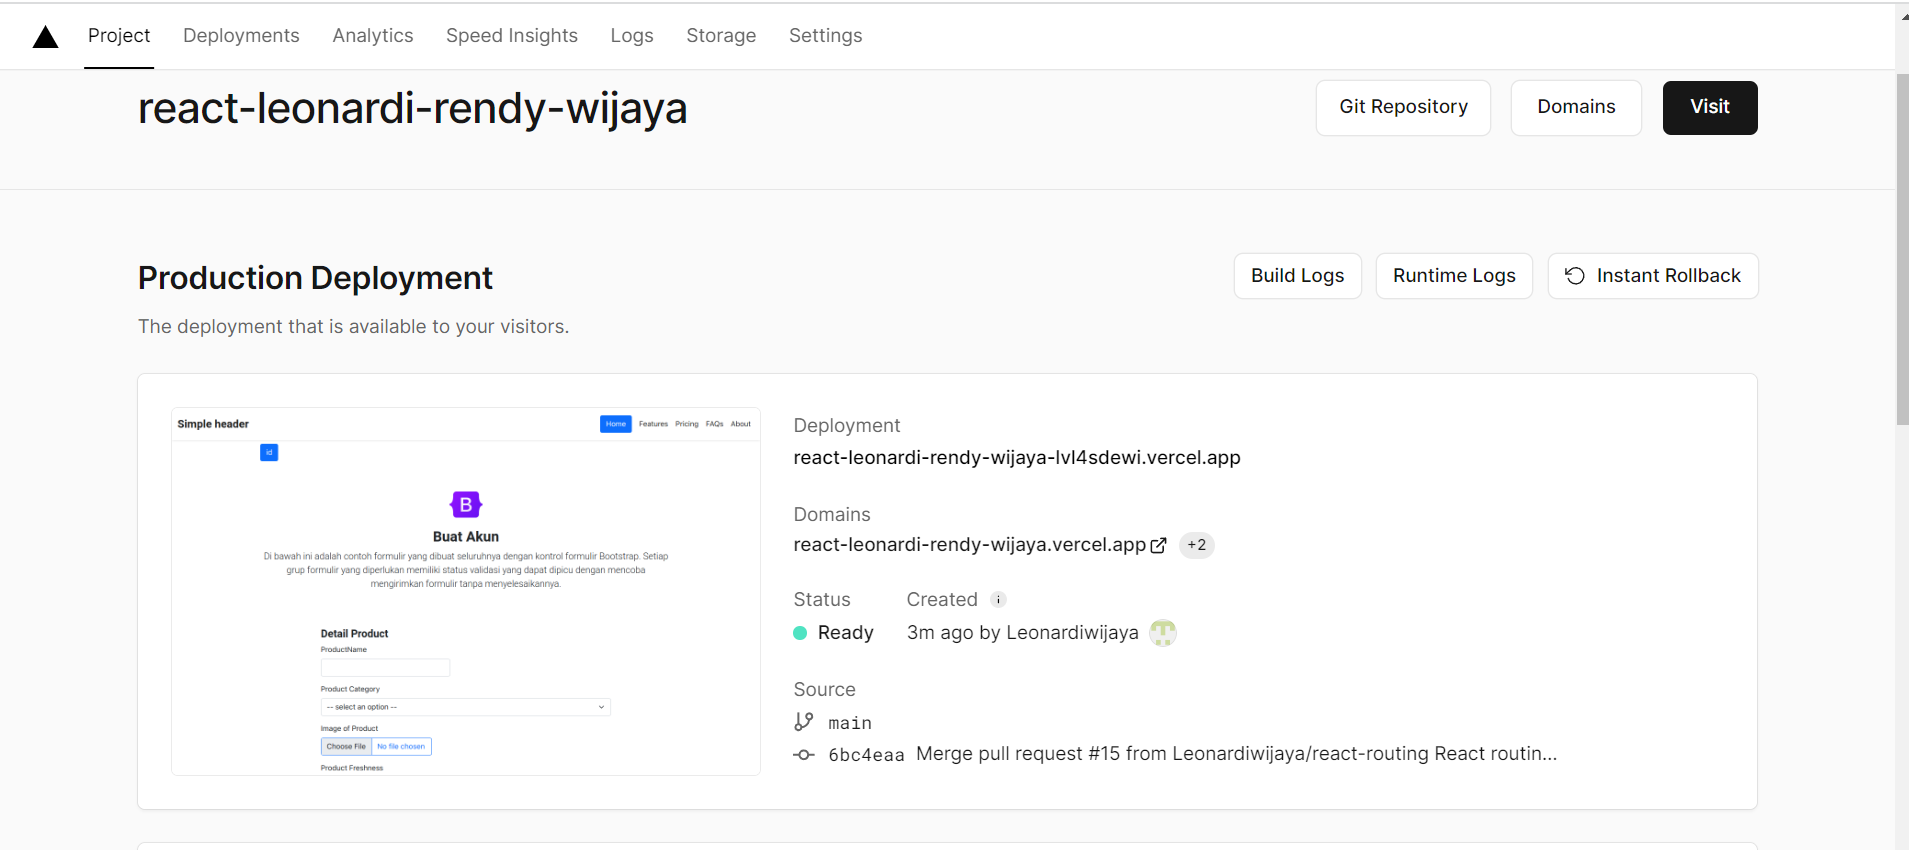 Project Deployments Analytics Speed Insights Logs Storage Settings
react-leonardi-rendy-wijaya
Git Repository Domains Visit
Production Deployment
Build Logs Runtime Logs Instant Rollback
The deployment that is available to your visitors.
Simple header Home Features Pricing FAQs About
id
B
Buat Akun
Di bawah ini adalah contoh formulir yang dibuat seluruhnya dengan kontrol formulir Bootstrap. Setiap
grup formulir yang diperlukan memiliki status validasi yang dapat dipicu dengan mencoba
mengirimkan formulir tanpa menyelesaikannya.
Detail Product
ProductName
Product Category
-- select an option --
Image of Product
Choose File No file chosen
Product Freshness
Deployment
react-leonardi-rendy-wijaya-lvl4sdewi.vercel.app
Domains
react-leonardi-rendy-wijaya.vercel.app +2
Status Created
Ready 3m ago by Leonardiwijaya
Source
main
6bc4eaa Merge pull request #15 from Leonardiwijaya/react-routing React routin...